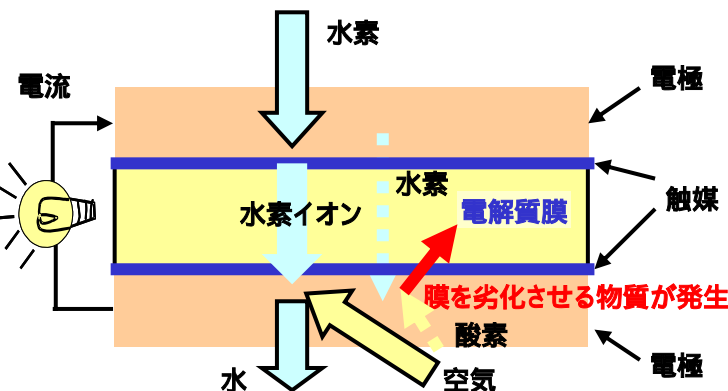 水素
電流
電極
水素
電解質膜
触媒
水素イオン
膜を劣化させる物質が発生
酸素
電極
水
空気